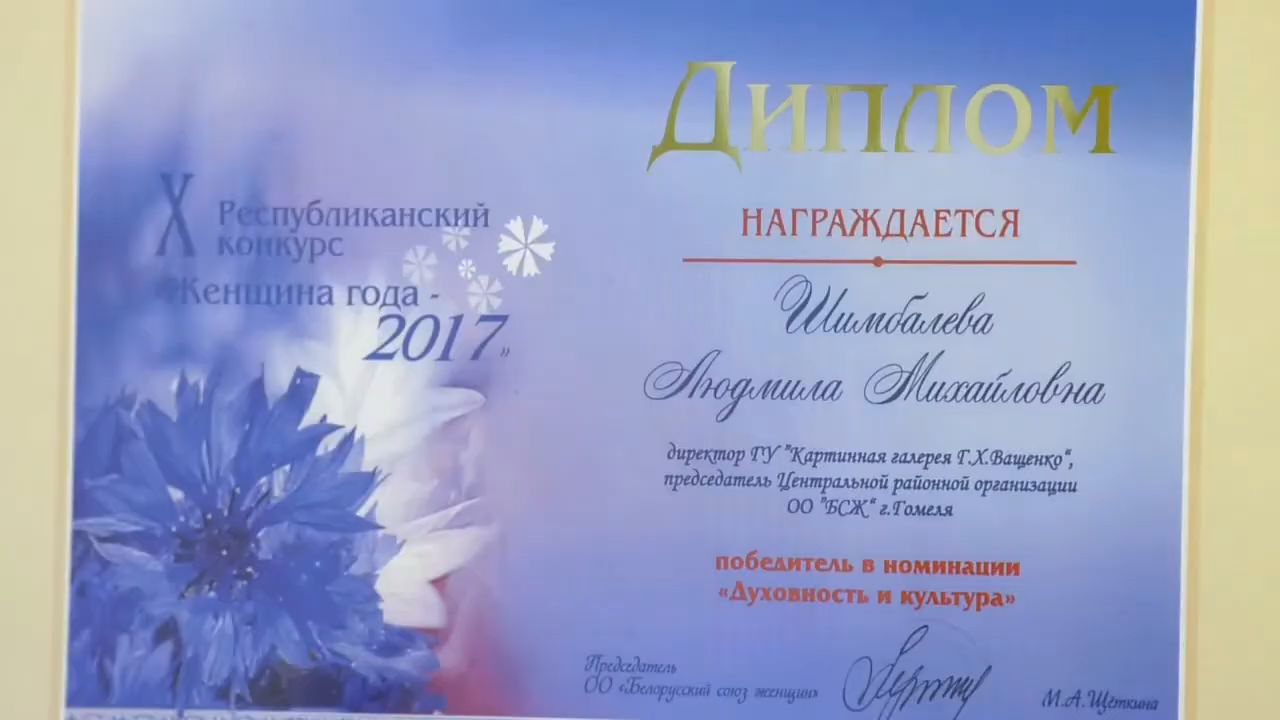 X Республиканский
конкурс
«Женщина года -
2017»
Диплом
НАГРАЖДАЕТСЯ
Шимбалева
Людмила Михайловна
директор ГУ "Картинная галерея Г.Х.Ващенко",
председатель Центральной районной организации
ОО "БСЖ" г.Гомеля
победитель в номинации
«Духовность и культура»
Председатель
ОО «Белорусский союз женщин»
М.А.Щёткина